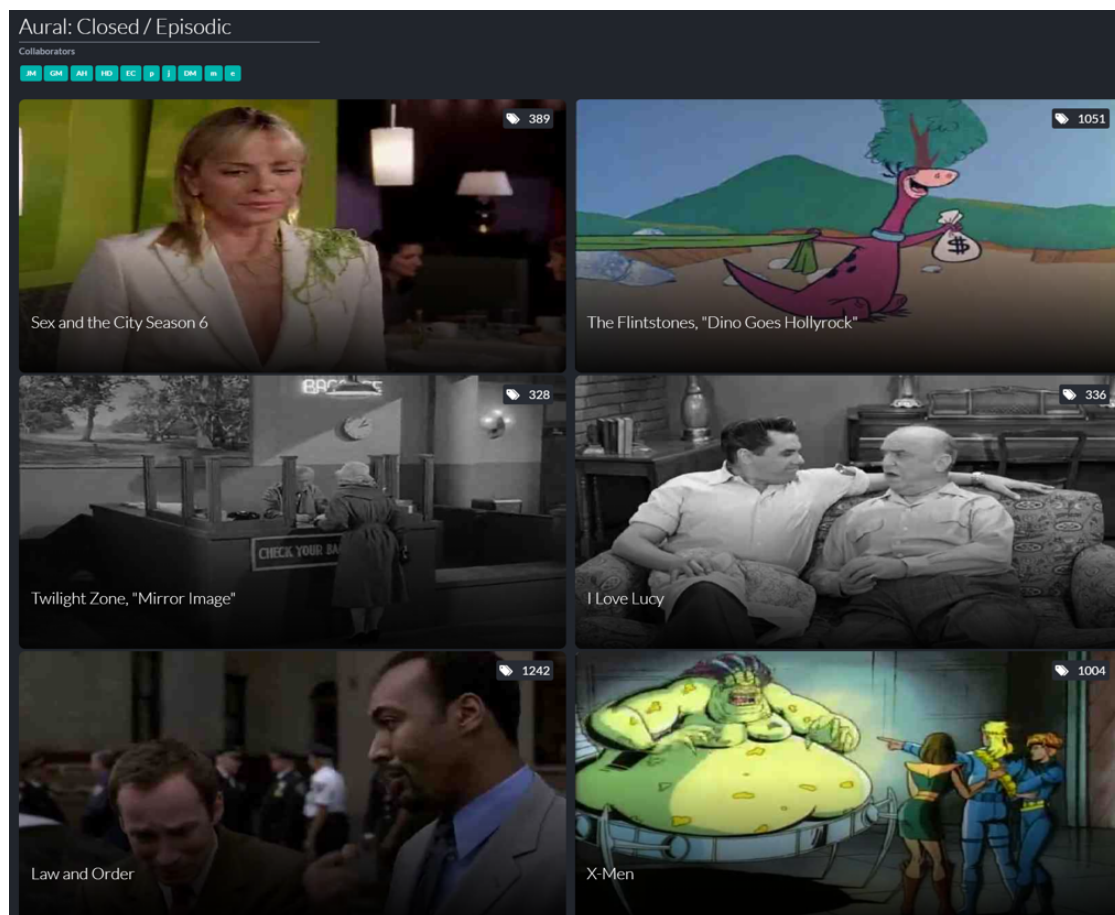 Aural: Closed / Episodic
Collaborators
JM GM AH HD EC p j DM m e
389
Sex and the City Season 6
1051
$
The Flintstones, "Dino Goes Hollyrock"
328
CHECK YOUR
Twilight Zone, "Mirror Image"
336
I Love Lucy
1242
Law and Order
1004
X-Men